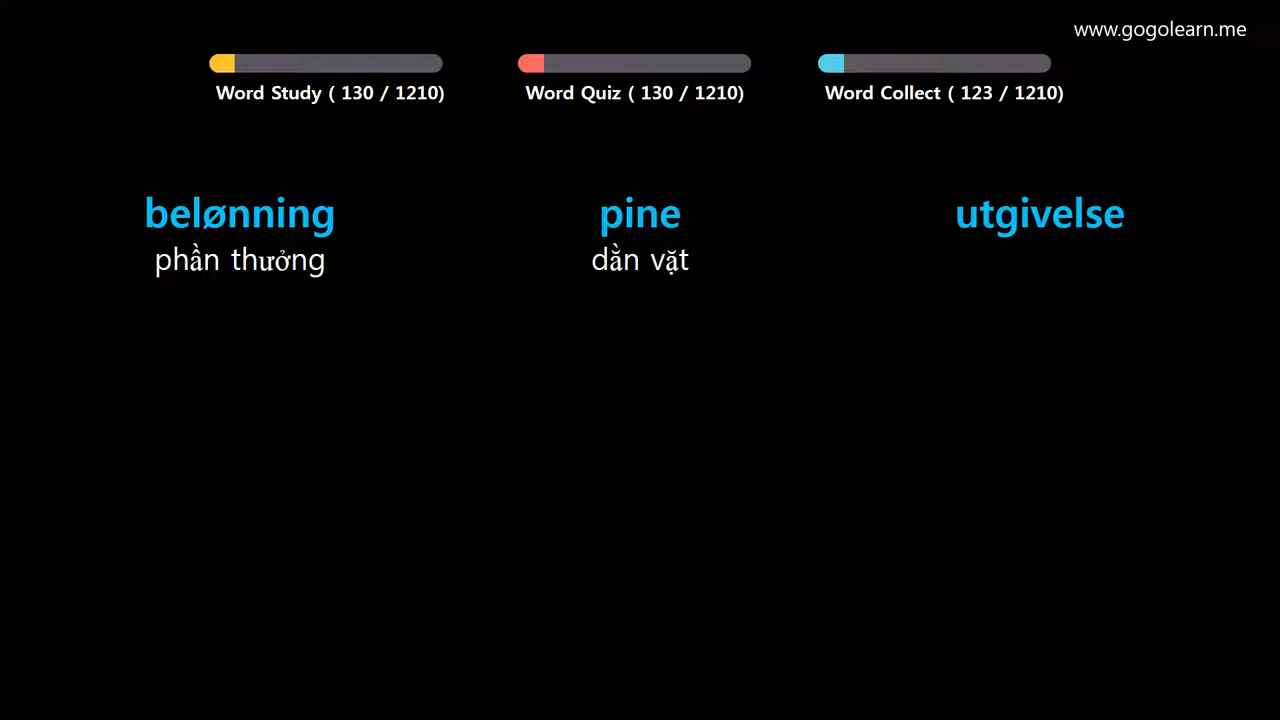 www.gogolearn.me
Word Study ( 130 / 1210)
Word Quiz ( 130 / 1210)
Word Collect ( 123 / 1210)
belønning
phần thưởng
pine
dằn vặt
utgivelse